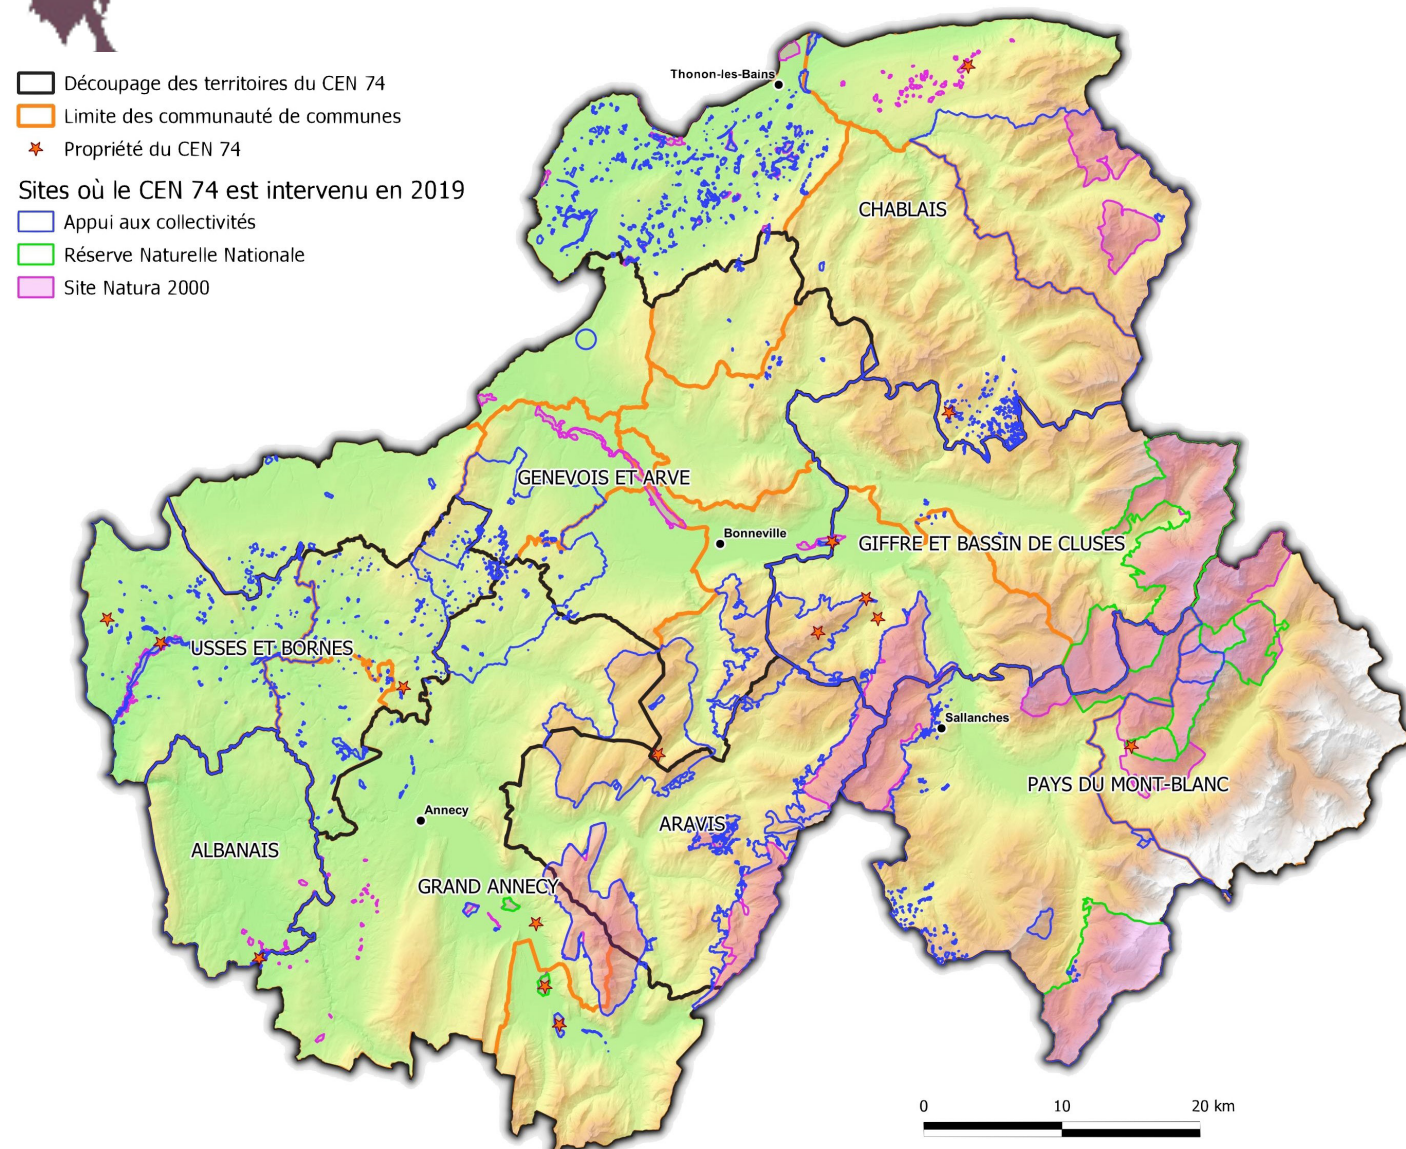 Découpage des territoires du CEN 74
Limite des communauté de communes
Propriété du CEN 74
Sites où le CEN 74 est intervenu en 2019
Appui aux collectivités
Réserve Naturelle Nationale
Site Natura 2000
Thonon-les-Bains
CHABLAIS
GENEVOIS ET ARVE
Bonneville
GIFFRE ET BASSIN DE CLUSES
USSES ET BORNES
Sallanches
PAYS DU MONT-BLANC
Annecy
ARAVIS
ALBANAIS
GRAND ANNECY
0 10 20 km